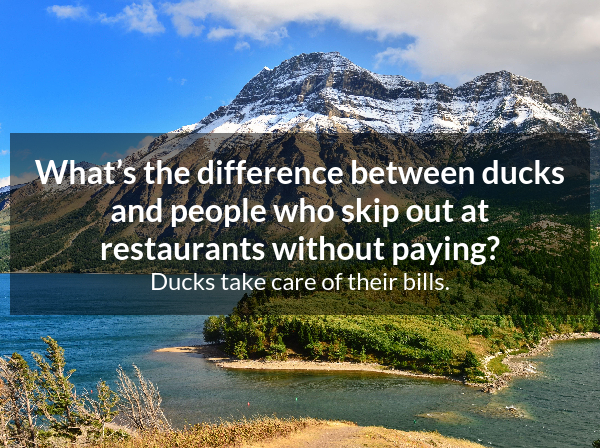 What’s the difference between ducks
and people who skip out at
restaurants without paying?
Ducks take care of their bills.